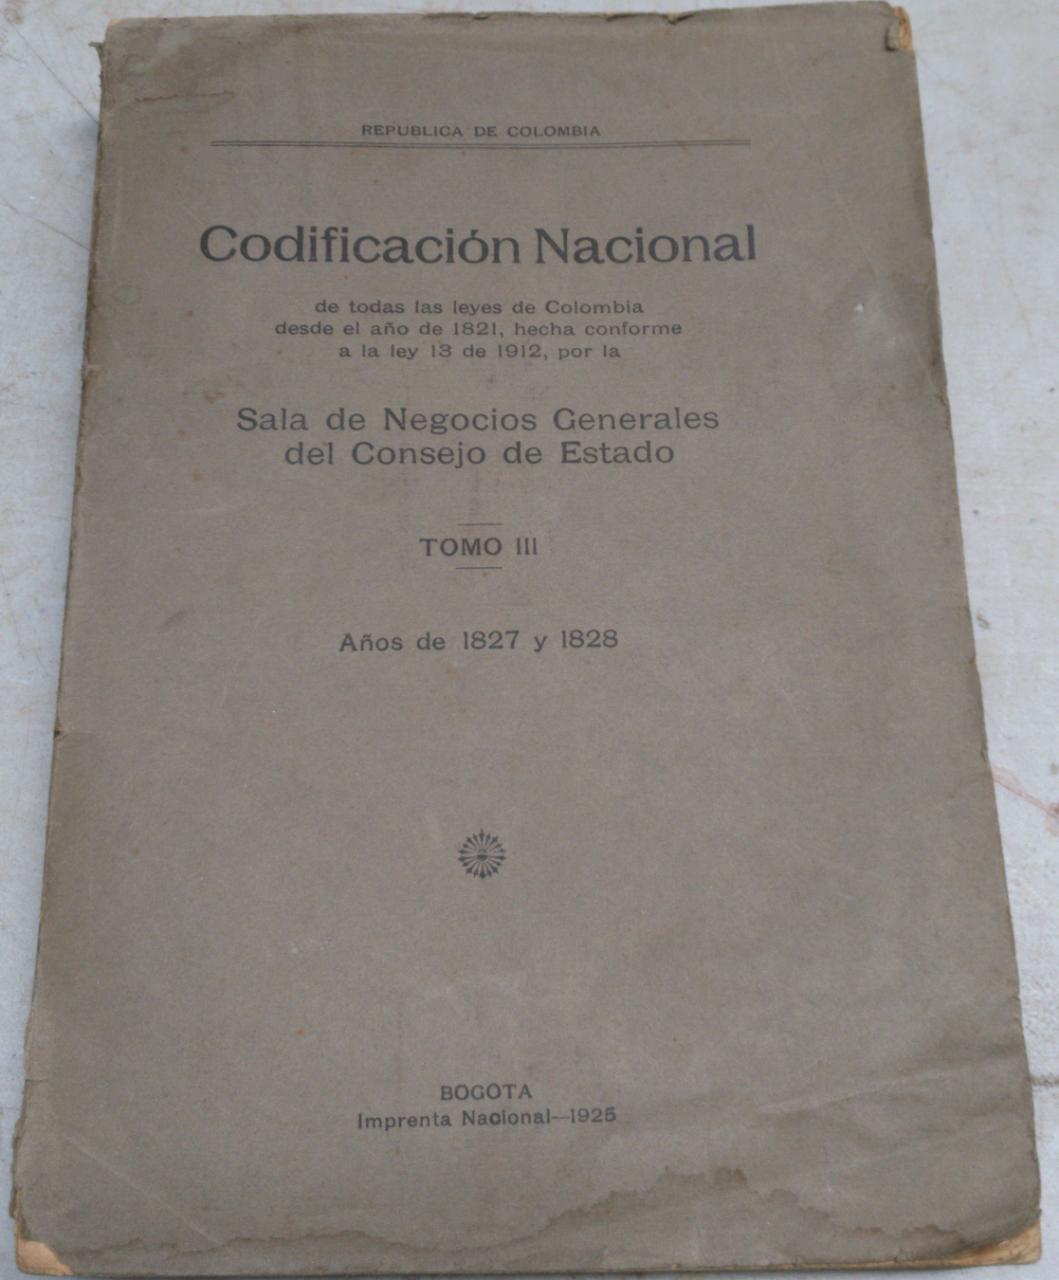 REPUBLICA DE COLOMBIA
Codificación Nacional
de todas las leyes de Colombia
desde el año de 1821, hecha conforme
a la ley 13 de 1912, por la
Sala de Negocios Generales
del Consejo de Estado
TOMO III
Años de 1827 y 1828
BOGOTA
Imprenta Nacional—1925